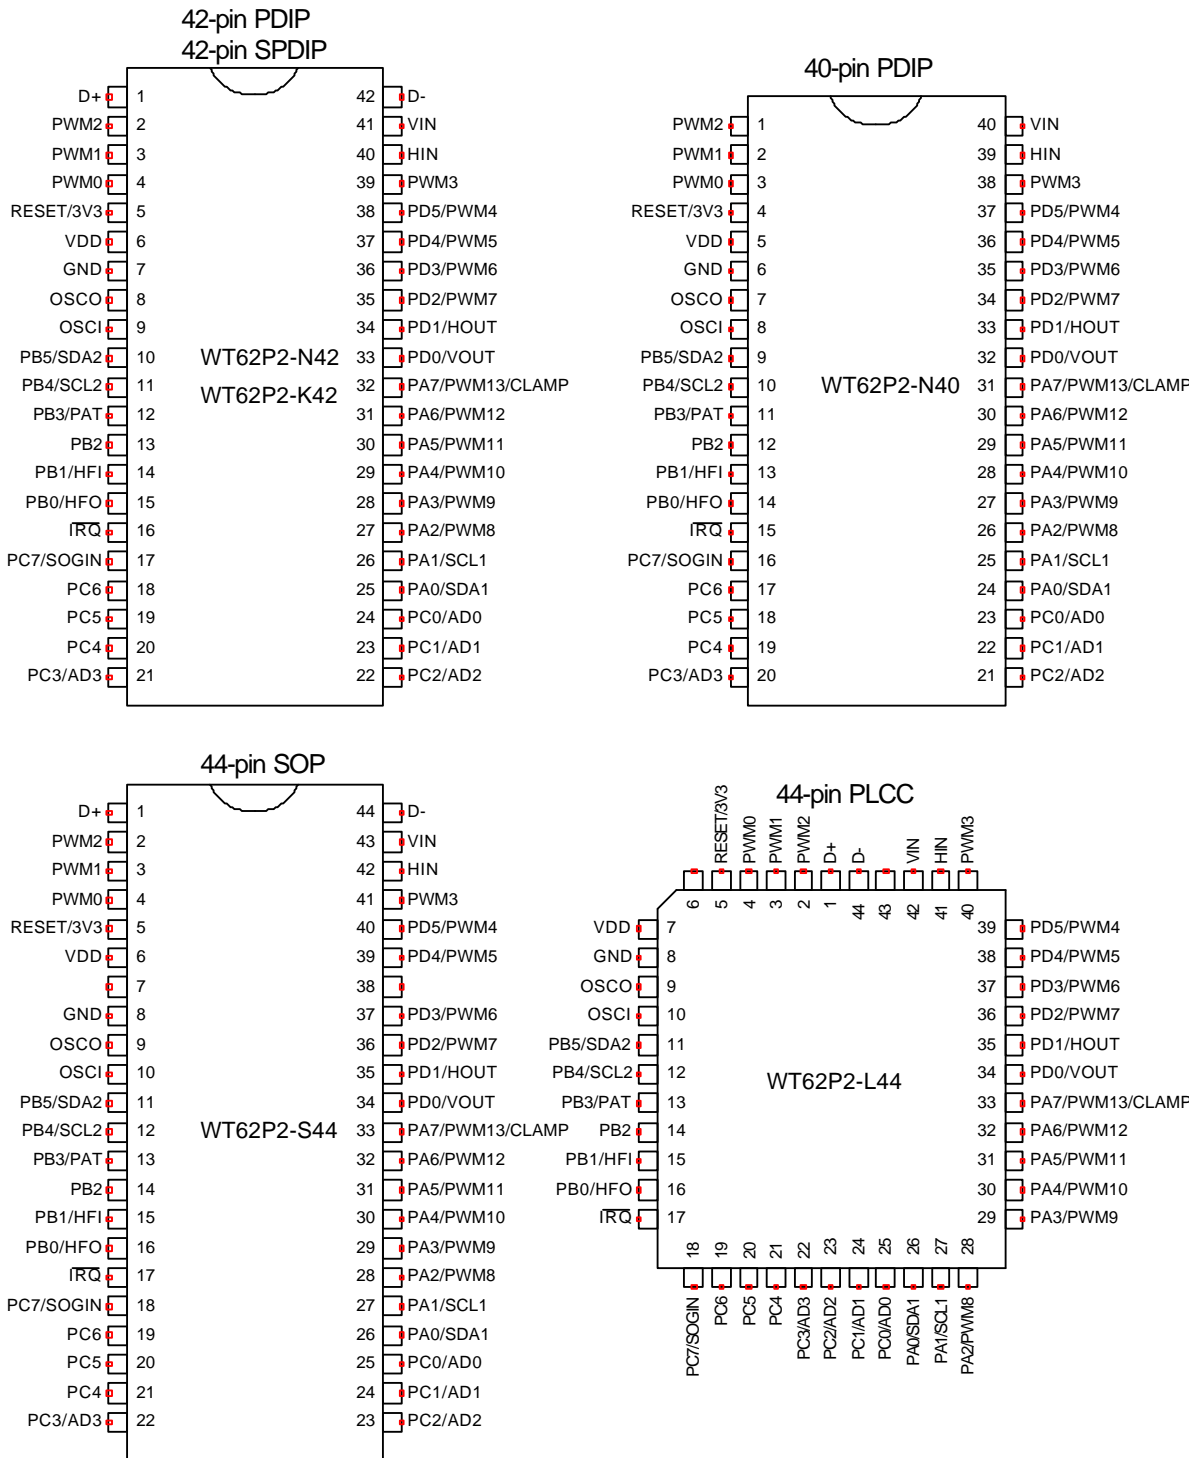 42-pin PDIP
42-pin SPDIP
D+ 1 42 D-
PWM2 2 41 VIN
PWM1 3 40 HIN
PWM0 4 39 PWM3
RESET/3V3 5 38 PD5/PWM4
VDD 6 37 PD4/PWM5
GND 7 36 PD3/PWM6
OSCO 8 35 PD2/PWM7
OSCI 9 34 PD1/HOUT
PB5/SDA2 10 33 PD0/VOUT
PB4/SCL2 11 32 PA7/PWM13/CLAMP
PB3/PAT 12 31 PA6/PWM12
PB2 13 30 PA5/PWM11
PB1/HFI 14 29 PA4/PWM10
PB0/HFO 15 28 PA3/PWM9
IRQ 16 27 PA2/PWM8
PC7/SOGIN 17 26 PA1/SCL1
PC6 18 25 PA0/SDA1
PC5 19 24 PC0/AD0
PC4 20 23 PC1/AD1
PC3/AD3 21 22 PC2/AD2
WT62P2-N42
WT62P2-K42
40-pin PDIP
PWM2 1 40 VIN
PWM1 2 39 HIN
PWM0 3 38 PWM3
RESET/3V3 4 37 PD5/PWM4
VDD 5 36 PD4/PWM5
GND 6 35 PD3/PWM6
OSCO 7 34 PD2/PWM7
OSCI 8 33 PD1/HOUT
PB5/SDA2 9 32 PD0/VOUT
PB4/SCL2 10 31 PA7/PWM13/CLAMP
PB3/PAT 11 30 PA6/PWM12
PB2 12 29 PA5/PWM11
PB1/HFI 13 28 PA4/PWM10
PB0/HFO 14 27 PA3/PWM9
IRQ 15 26 PA2/PWM8
PC7/SOGIN 16 25 PA1/SCL1
PC6 17 24 PA0/SDA1
PC5 18 23 PC0/AD0
PC4 19 22 PC1/AD1
PC3/AD3 20 21 PC2/AD2
WT62P2-N40
44-pin SOP
D+ 1 44 D-
PWM2 2 43 VIN
PWM1 3 42 HIN
PWM0 4 41 PWM3
RESET/3V3 5 40 PD5/PWM4
VDD 6 39 PD4/PWM5
7 38
GND 8 37 PD3/PWM6
OSCO 9 36 PD2/PWM7
OSCI 10 35 PD1/HOUT
PB5/SDA2 11 34 PD0/VOUT
PB4/SCL2 12 33 PA7/PWM13/CLAMP
PB3/PAT 13 32 PA6/PWM12
PB2 14 31 PA5/PWM11
PB1/HFI 15 30 PA4/PWM10
PB0/HFO 16 29 PA3/PWM9
IRQ 17 28 PA2/PWM8
PC7/SOGIN 18 27 PA1/SCL1
PC6 19 26 PA0/SDA1
PC5 20 25 PC0/AD0
PC4 21 24 PC1/AD1
PC3/AD3 22 23 PC2/AD2
WT62P2-S44
44-pin PLCC
RESET/3V3 PWM0 PWM1 PWM2 D+ D- VIN HIN PWM3
6 5 4 3 2 1 44 43 42 41 40
VDD 7 39 PD5/PWM4
GND 8 38 PD4/PWM5
OSCO 9 37 PD3/PWM6
OSCI 10 36 PD2/PWM7
PB5/SDA2 11 35 PD1/HOUT
PB4/SCL2 12 34 PD0/VOUT
PB3/PAT 13 33 PA7/PWM13/CLAMP
PB2 14 32 PA6/PWM12
PB1/HFI 15 31 PA5/PWM11
PB0/HFO 16 30 PA4/PWM10
IRQ 17 29 PA3/PWM9
WT62P2-L44
18 19 20 21 22 23 24 25 26 27 28
PC7/SOGIN PC6 PC5 PC4 PC3/AD3 PC2/AD2 PC1/AD1 PC0/AD0 PA0/SDA1 PA1/SCL1 PA2/PWM8